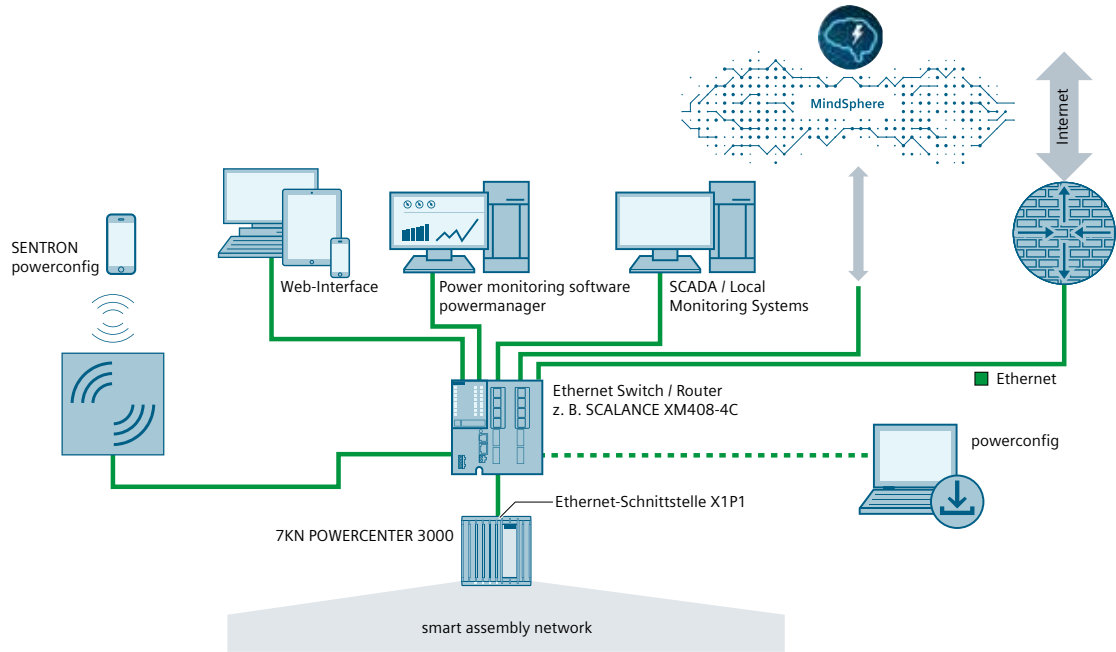 MindSphere
Internet
SENTRON
powerconfig
Web-Interface
Power monitoring software
powermanager
SCADA / Local
Monitoring Systems
Ethernet
Ethernet Switch / Router
z. B. SCALANCE XM408-4C
powerconfig
Ethernet-Schnittstelle X1P1
7KN POWERCENTER 3000
smart assembly network